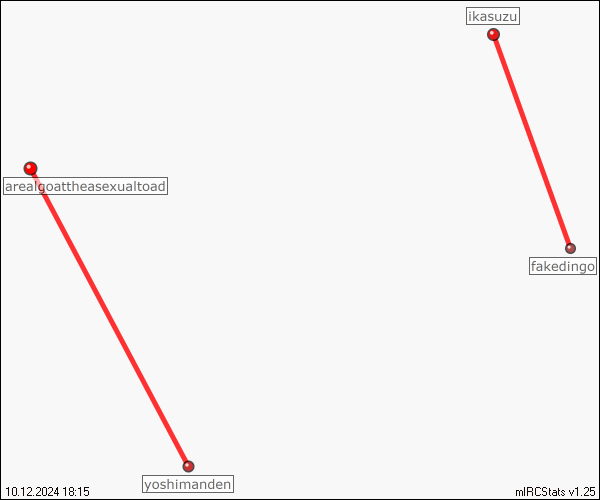 ikasuzu
arealgoattheasexualtoad
fakedingo
yoshimanden
10.12.2024 18:15
mIRCStats v1.25